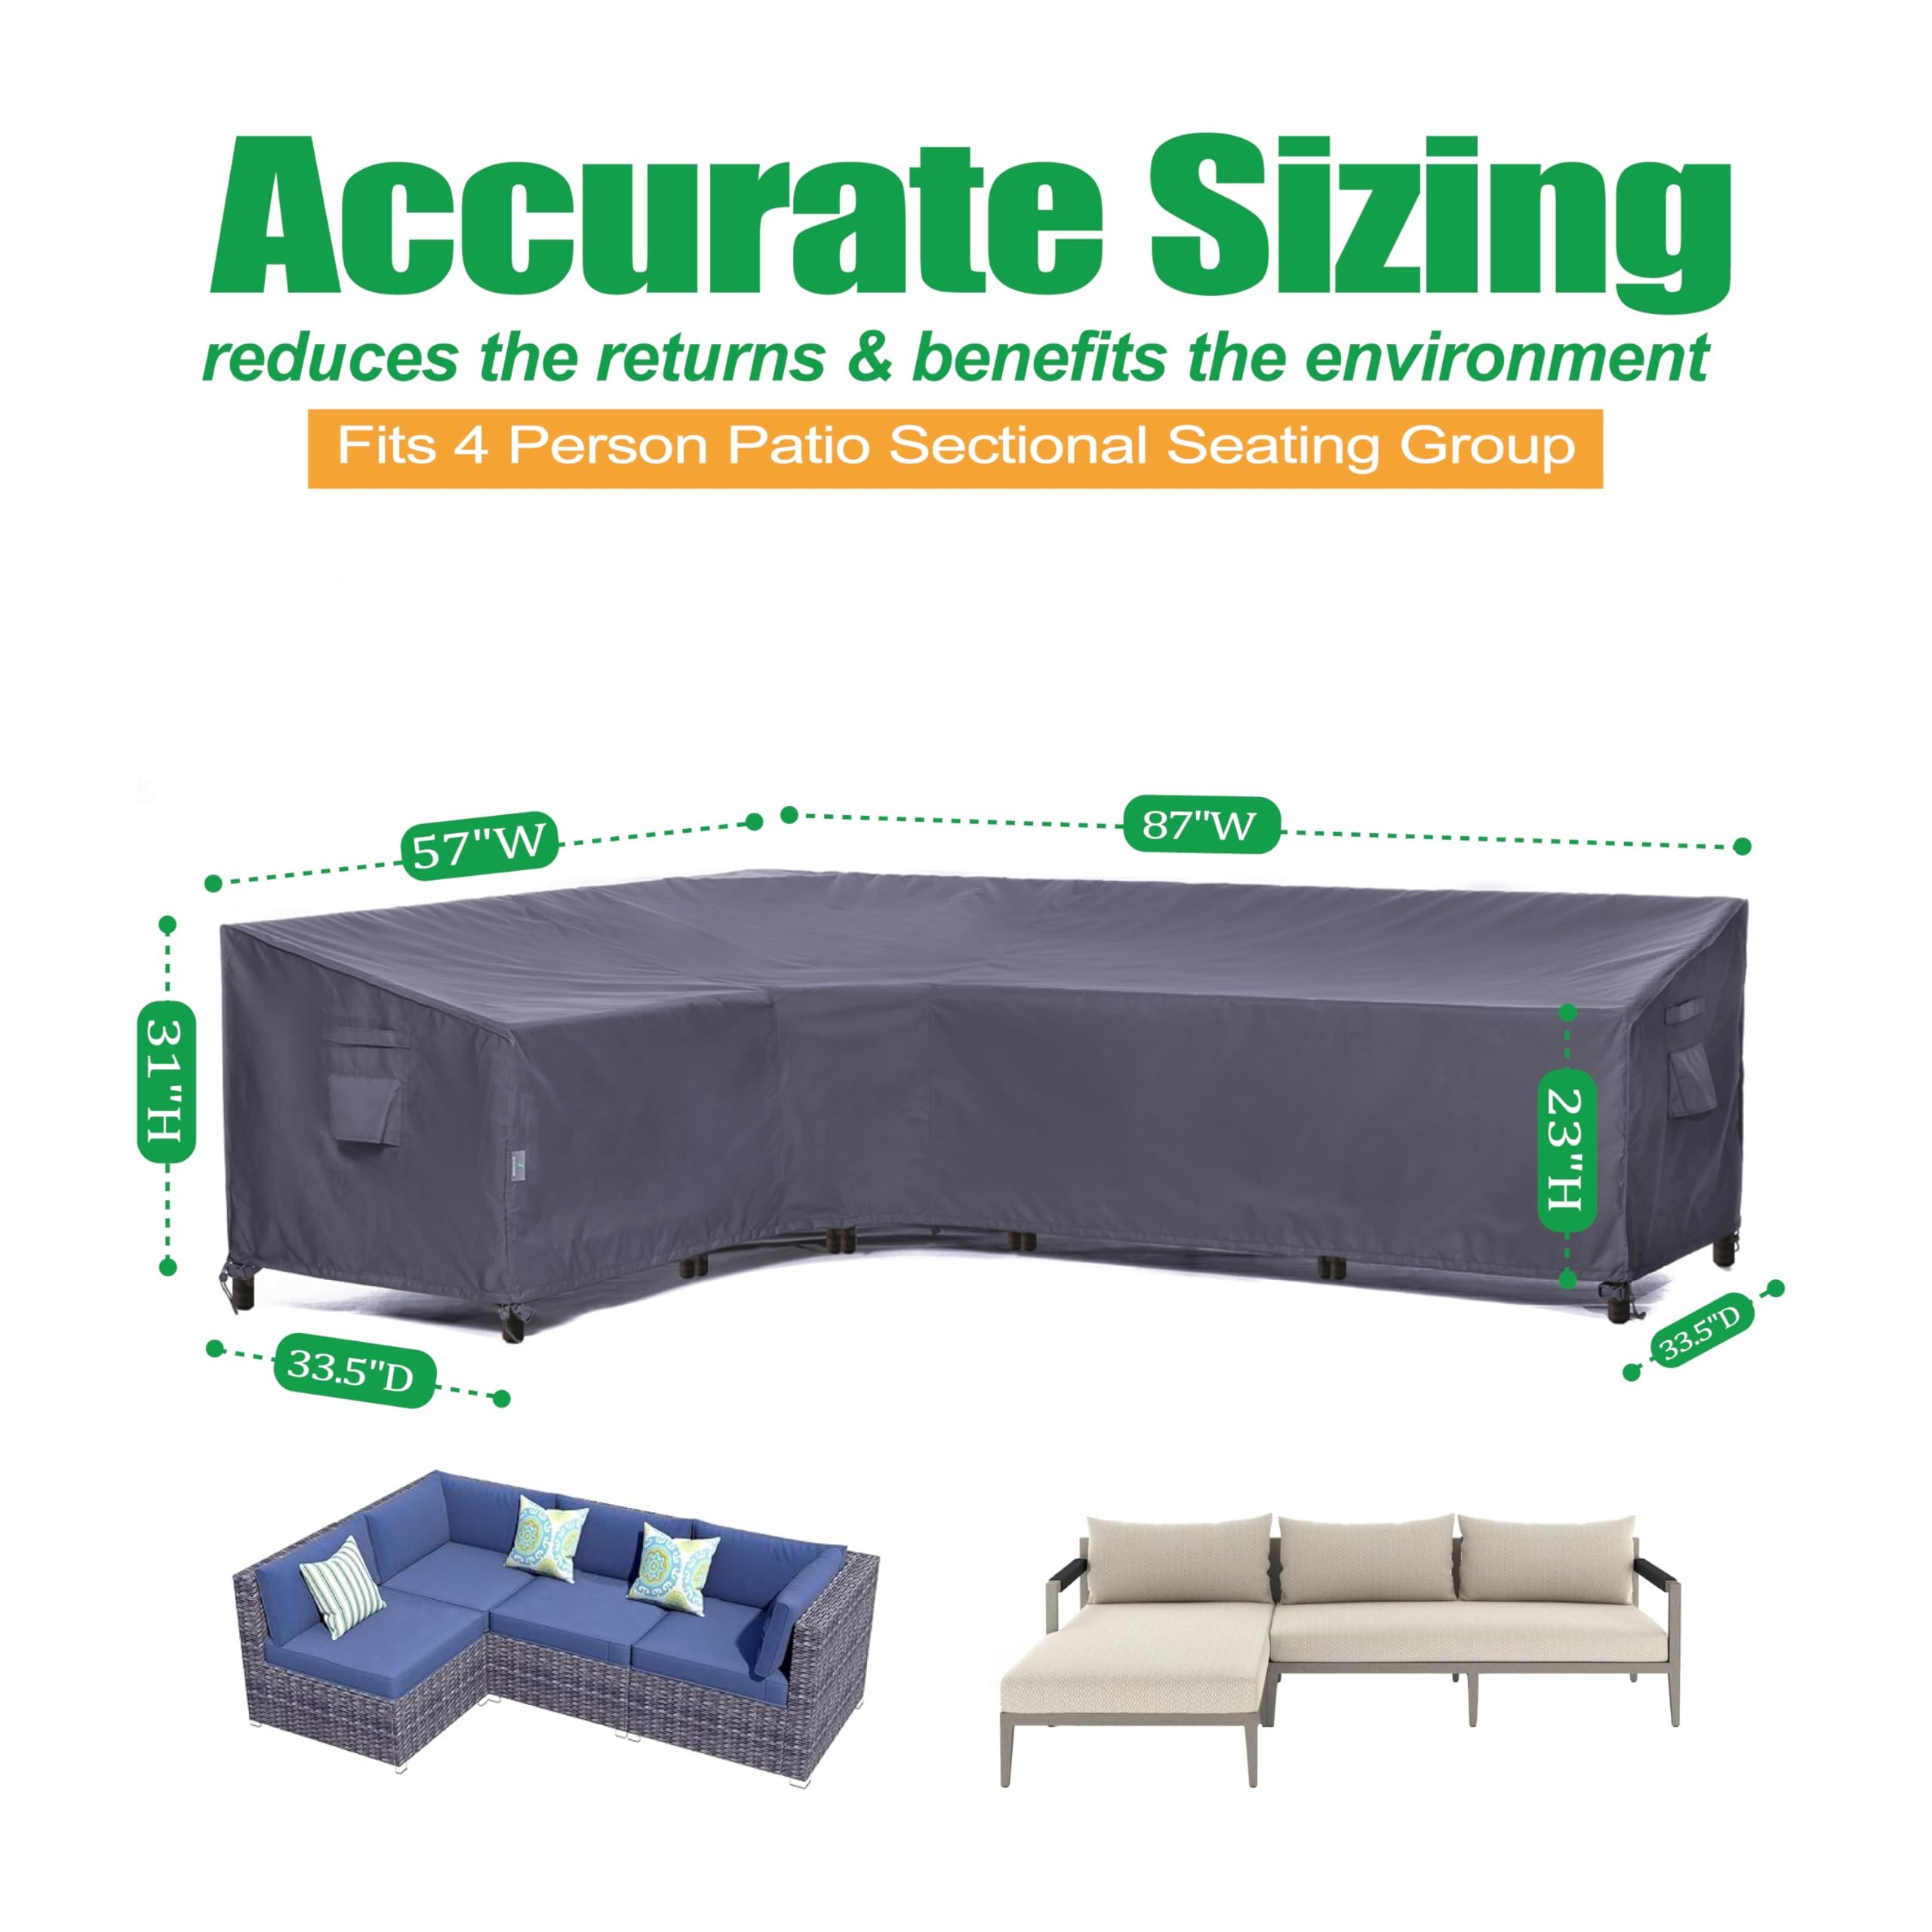 Accurate Sizing
reduces the returns & benefits the environment
Fits 4 Person Patio Sectional Seating Group
57"W
87"W
31"H
23"H
33.5"D
33.5"D